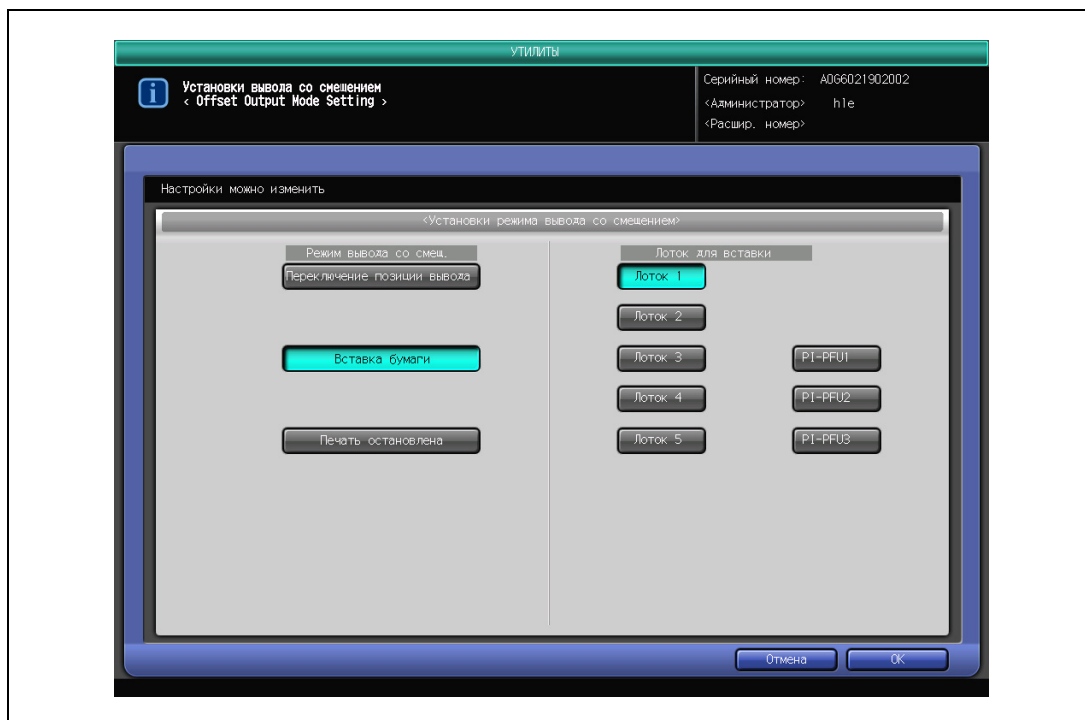 УТИЛИТЫ
Установки вывода со смещением
< Offset Output Mode Setting >
Серийный номер: A0G6021902002
<Администратор> hle
<Расшир. номер>
Настройки можно изменить
<Установки режима вывода со смещением>
Режим вывода со смещ.
Лоток для вставки
Переключение позиции вывода
Лоток 1
Лоток 2
Вставка бумаги
Лоток 3
PI-PFU1
Лоток 4
PI-PFU2
Печать остановлена
Лоток 5
PI-PFU3
Отмена
OK